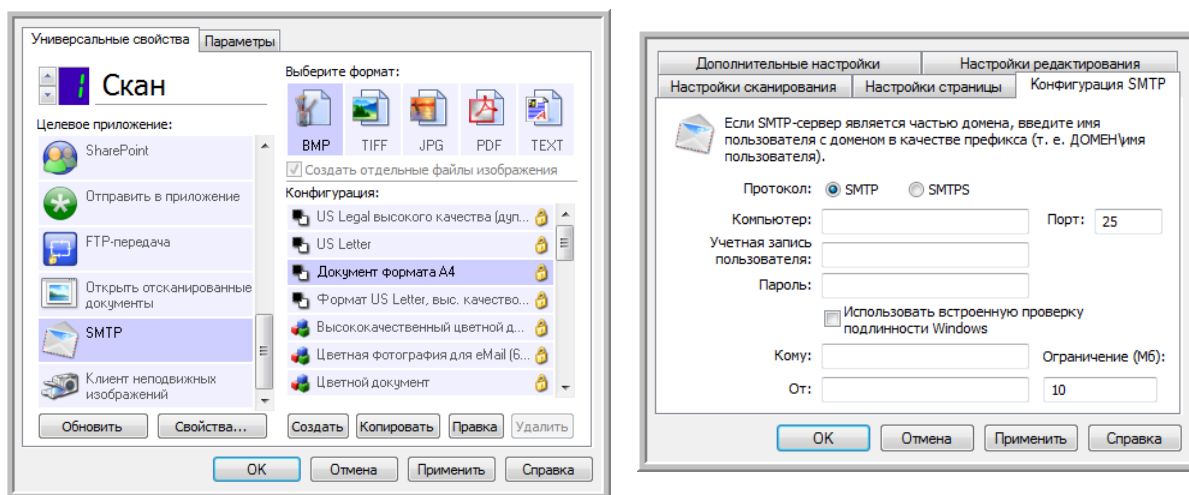 Универсальные свойства
Параметры
1
Скан
Целевое приложение:
SharePoint
Отправить в приложение
FTP-передача
Открыть отсканированные
документы
SMTP
Клиент неподвижных
изображений
Обновить
Свойства...
Выберите формат:
BMP
TIFF
JPG
PDF
TEXT
Создать отдельные файлы изображения
Конфигурация:
US Legal высокого качества (дуп...
US Letter
Документ формата A4
Формат US Letter, выс. качество...
Высококачественный цветной д...
Цветная фотография для eMail (6...
Цветной документ
Создать
Копировать
Правка
Удалить
OK
Отмена
Применить
Справка
Дополнительные настройки
Настройки редактирования
Настройки сканирования
Настройки страницы
Конфигурация SMTP
Если SMTP-сервер является частью домена, введите имя
пользователя с доменом в качестве префикса (т. е. ДОМЕН\имя
пользователя).
Протокол:
SMTP
SMTPS
Компьютер:
Порт:
25
Учетная запись
пользователя:
Пароль:
Использовать встроенную проверку
подлинности Windows
Кому:
Ограничение (Мб):
От:
10
OK
Отмена
Применить
Справка